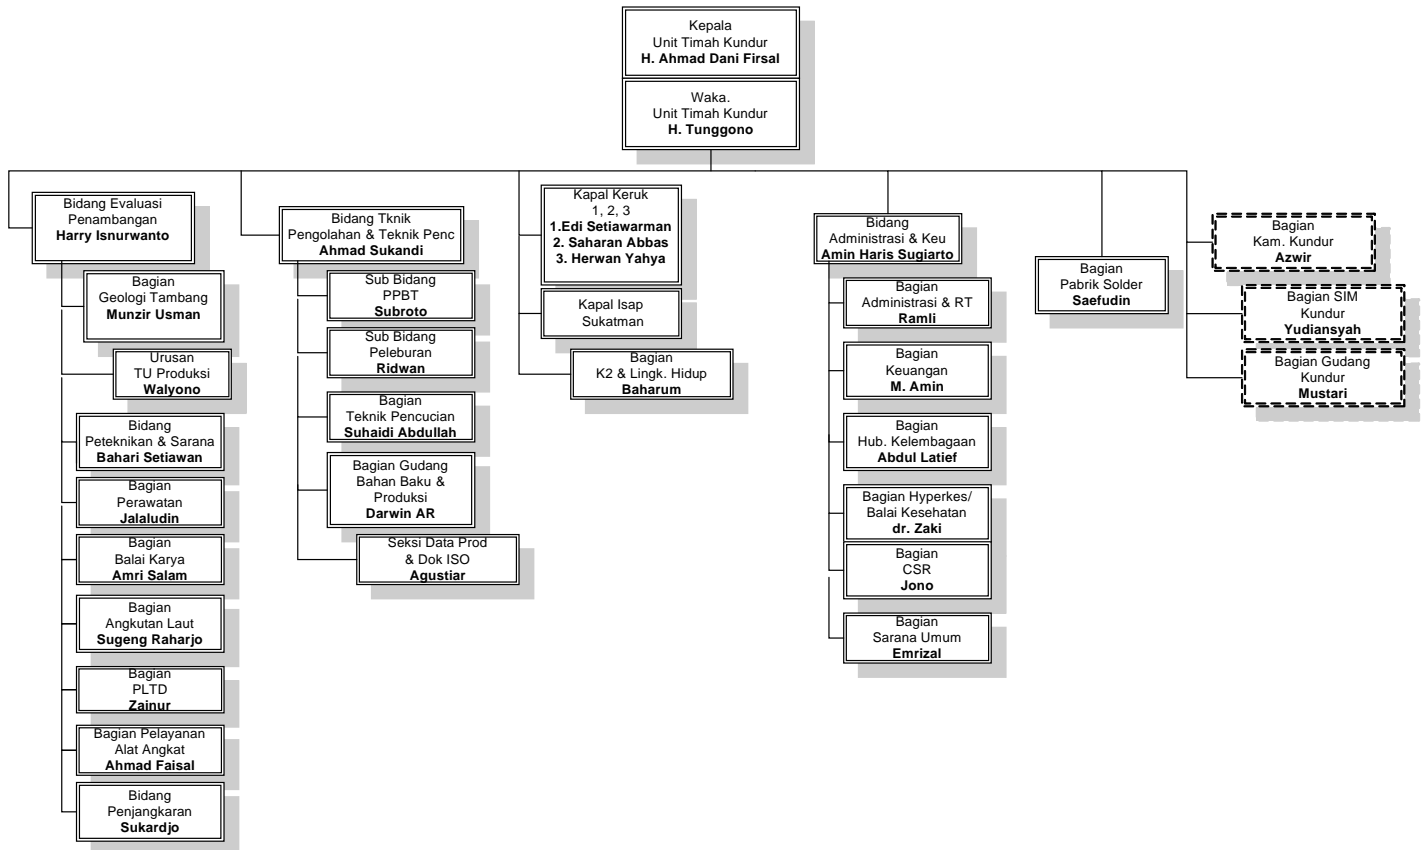 Kepala
Unit Timah Kundur
H. Ahmad Dani Firsal
Waka.
Unit Timah Kundur
H. Tunggono
Bidang Evaluasi
Penambangan
Harry Isnurwanto
Bagian
Geologi Tambang
Munzir Usman
Urusan
TU Produksi
Walyono
Bidang
Peteknikan & Sarana
Bahari Setiawan
Bagian
Perawatan
Jalaludin
Bagian
Balai Karya
Amri Salam
Bagian
Angkutan Laut
Sugeng Raharjo
Bagian
PLTD
Zainur
Bagian Pelayanan
Alat Angkat
Ahmad Faisal
Bidang
Penjangkaran
Sukardjo
Bidang Tknik
Pengolahan & Teknik Penc
Ahmad Sukandi
Sub Bidang
PPBT
Subroto
Sub Bidang
Peleburan
Ridwan
Bagian
Teknik Pencucian
Suhaidi Abdullah
Bagian Gudang
Bahan Baku &
Produksi
Darwin AR
Seksi Data Prod
& Dok ISO
Agustiar
Kapal Keruk
1, 2, 3
1.Edi Setiawarman
2. Saharan Abbas
3. Herwan Yahya
Kapal Isap
Sukatman
Bagian
K2 & Lingk. Hidup
Baharum
Bidang
Administrasi & Keu
Amin Haris Sugiarto
Bagian
Administrasi & RT
Ramli
Bagian
Keuangan
M. Amin
Bagian
Hub. Kelembagaan
Abdul Latief
Bagian Hyperkes/
Balai Kesehatan
dr. Zaki
Bagian
CSR
Jono
Bagian
Sarana Umum
Emrizal
Bagian
Pabrik Solder
Saefudin
Bagian
Kam. Kundur
Azwir
Bagian SIM
Kundur
Yudiansyah
Bagian Gudang
Kundur
Mustari